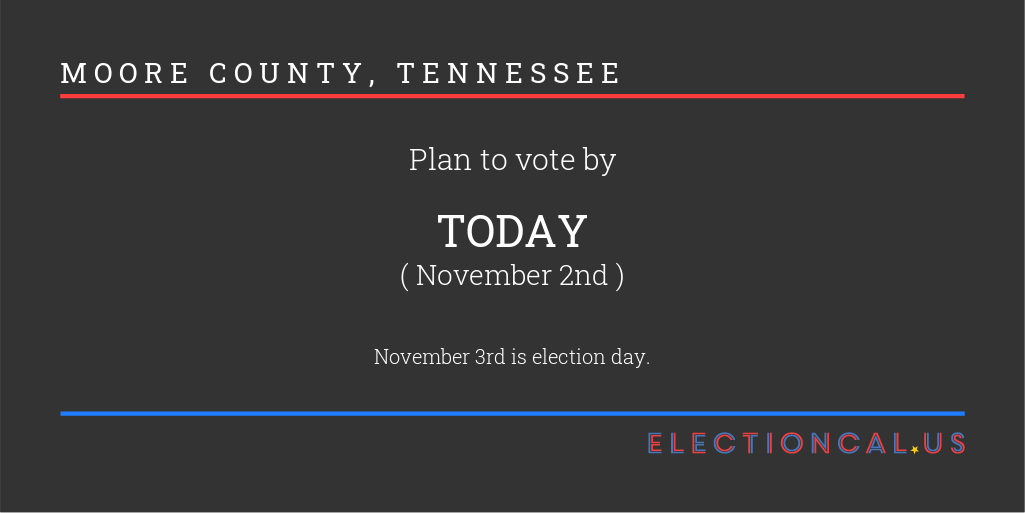 MOORE COUNTY, TENNESSEE
Plan to vote by
TODAY
( November 2nd )
November 3rd is election day.
ELECTIONCAL.US